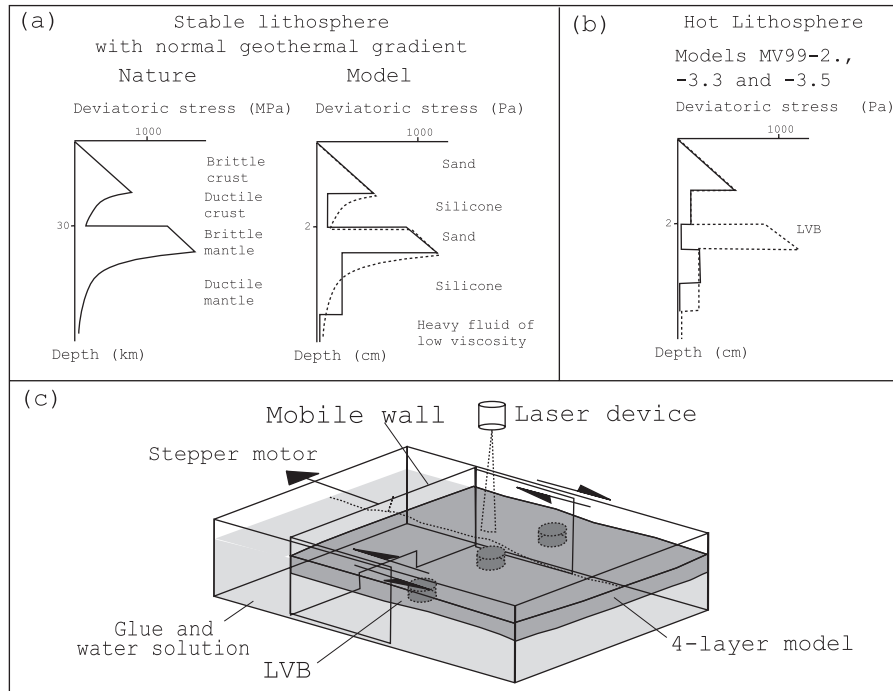 (a)
Stable lithosphere
with normal geothermal gradient
Nature
Model
Deviatoric stress (MPa)
1000
Brittle
crust
Ductile
crust
30
Brittle
mantle
Ductile
mantle
Depth (km)
Deviatoric stress (Pa)
1000
Sand
Silicone
2
Sand
Silicone
Heavy fluid of
low viscosity
Depth (cm)
(b)
Hot Lithosphere
Models MV99-2.,
-3.3 and -3.5
Deviatoric stress (Pa)
1000
2
LVB
Depth (cm)
(c)
Mobile wall
Laser device
Stepper motor
Glue and
water solution
LVB
4-layer model